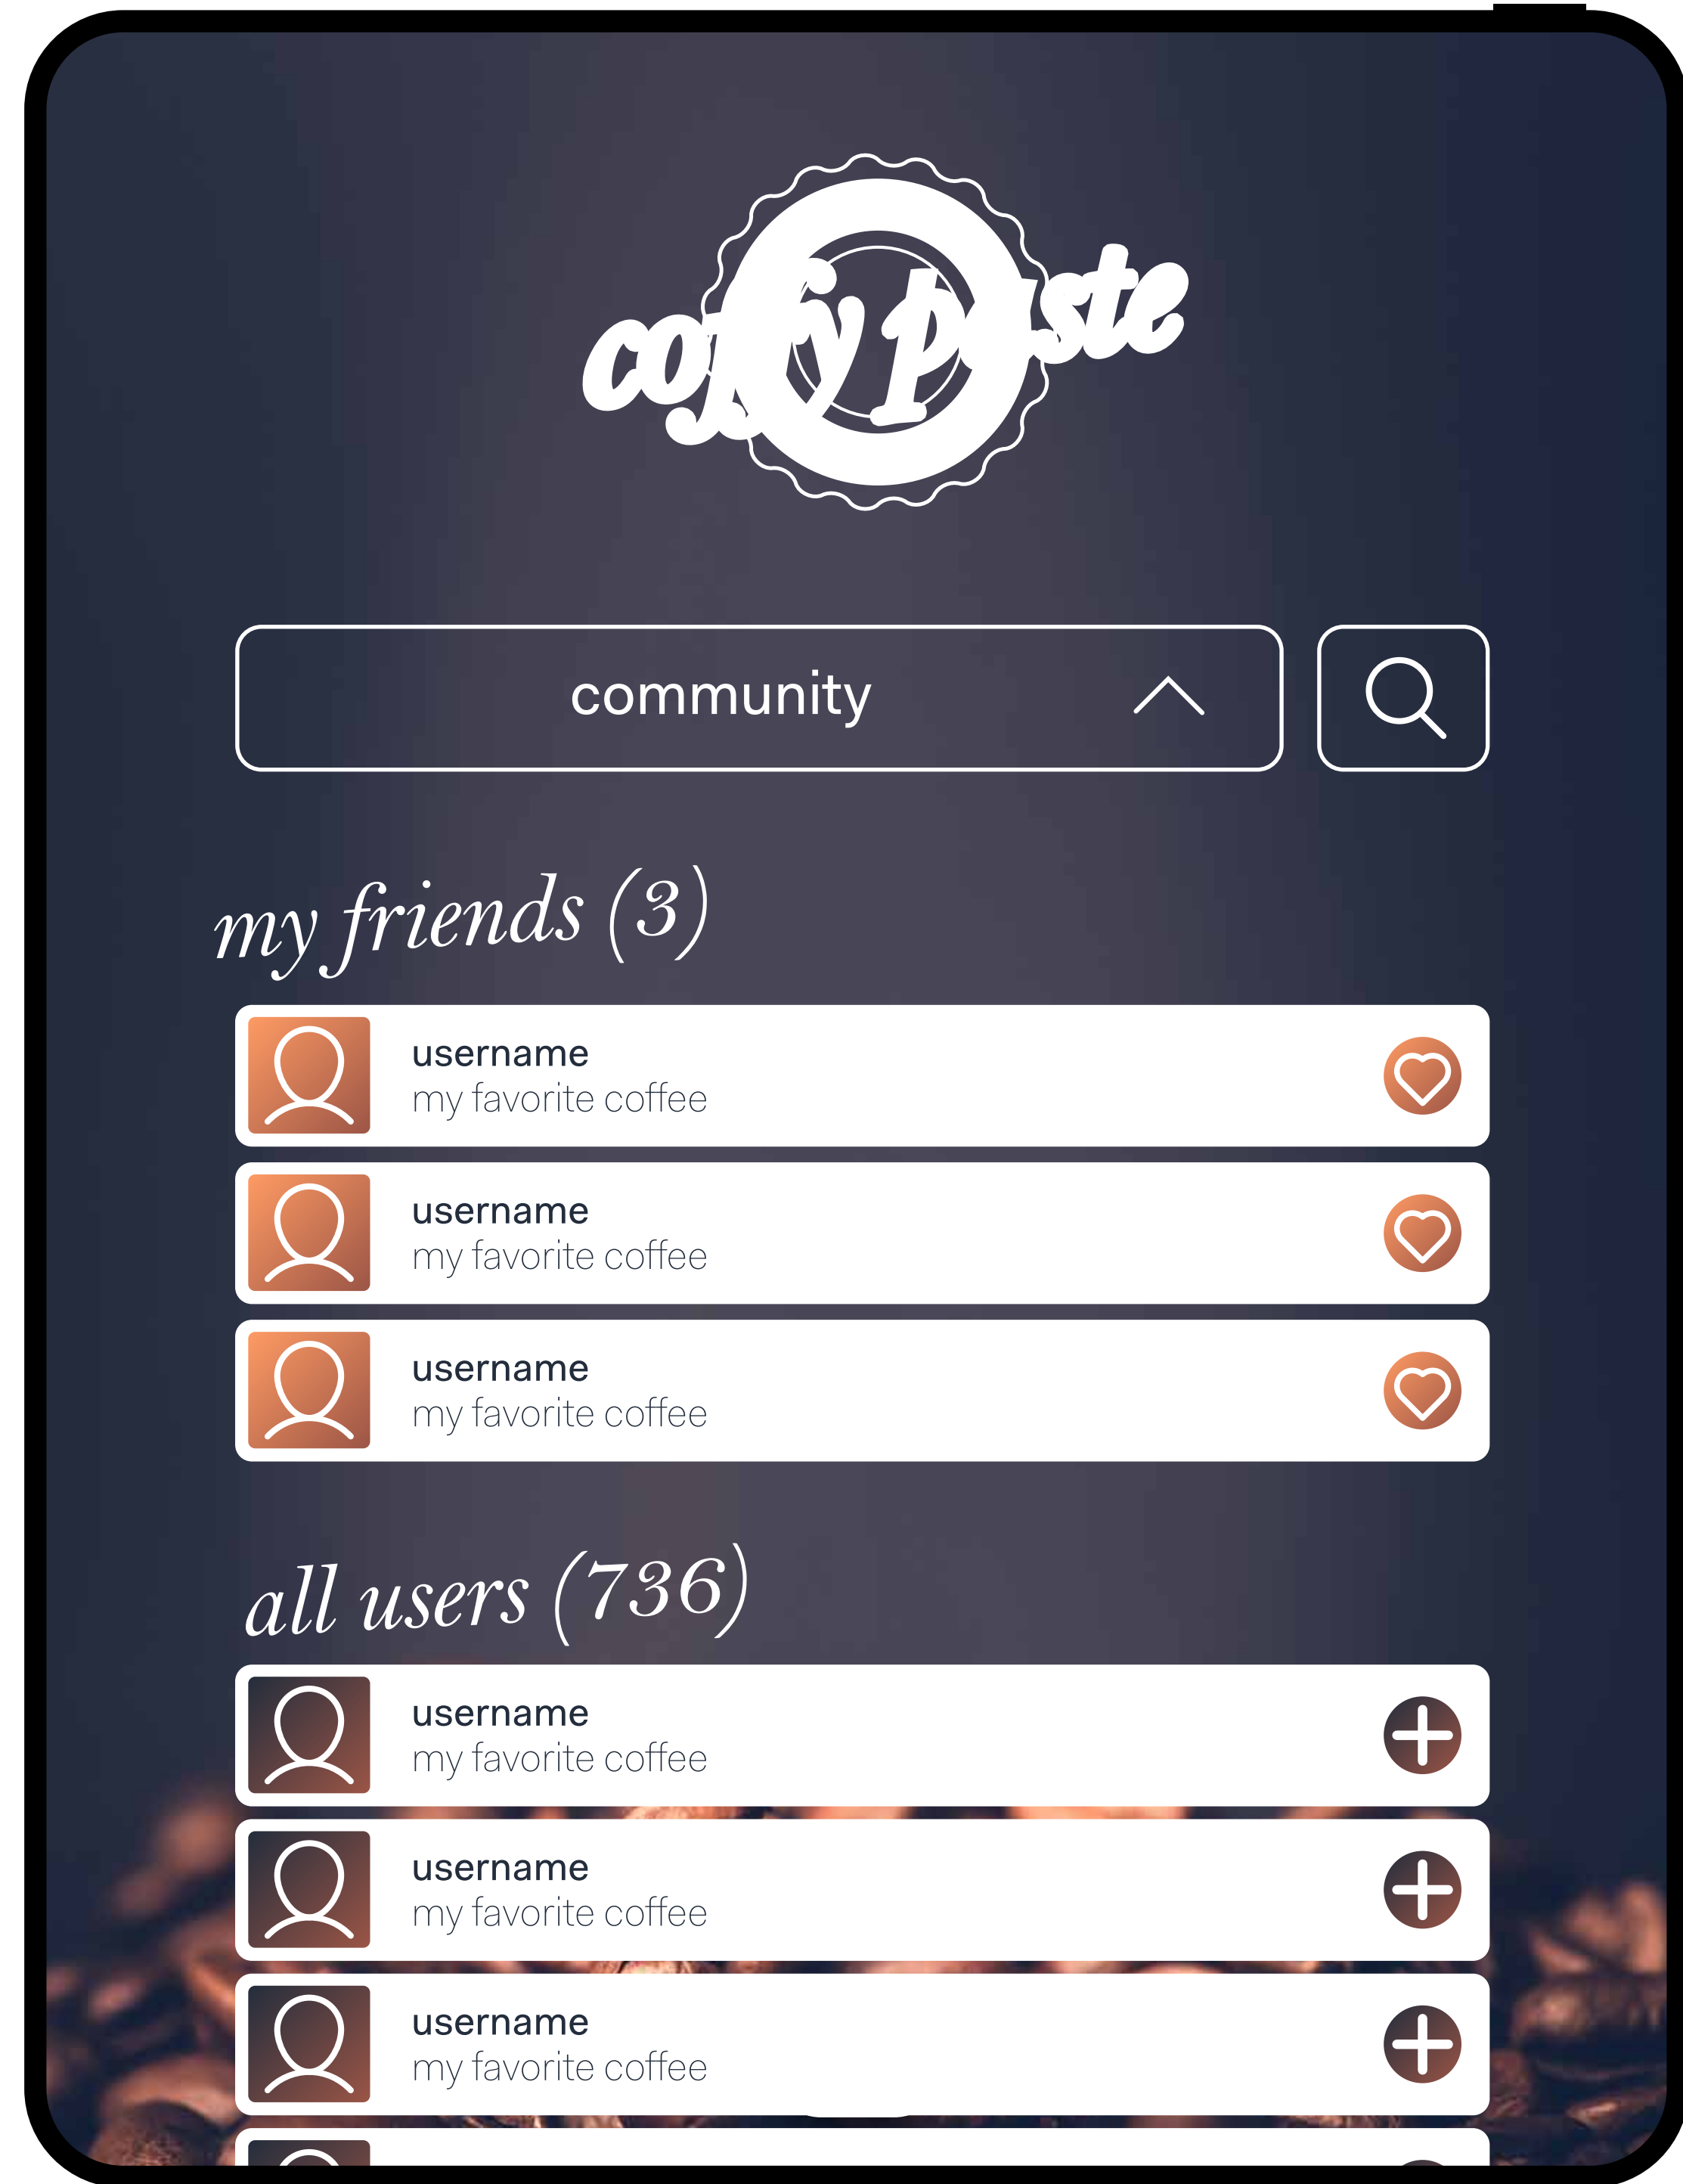 coffy paste
community
my friends (3)
username
my favorite coffee
username
my favorite coffee
username
my favorite coffee
all users (736)
username
my favorite coffee
username
my favorite coffee
username
my favorite coffee